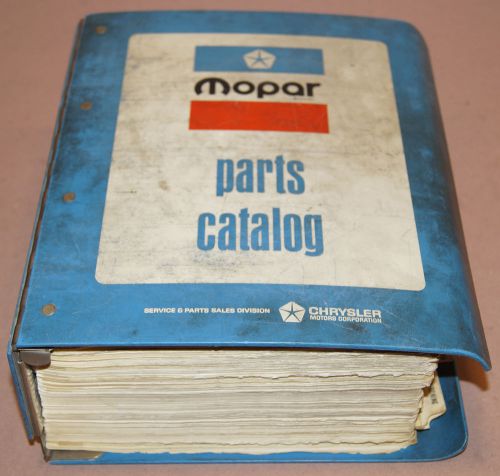 mopar
parts
catalog
SERVICE & PARTS SALES DIVISION
CHRYSLER
MOTORS CORPORATION